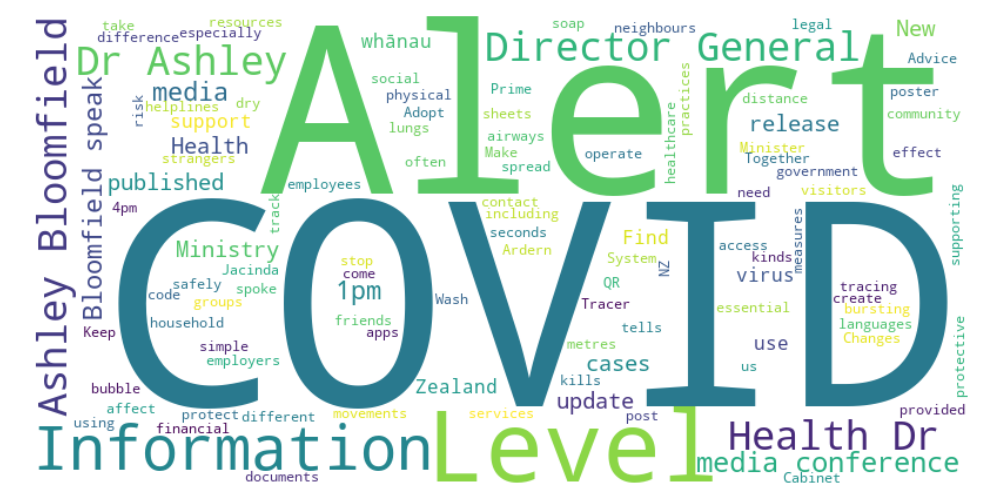 take
resources
difference
especially
soap
neighbours
legal
New
Dr Ashley
whānau
Director General
Advice
Alert
media
social
Prime
practices
distance
poster
physical
risk
helplines
dry
Adopt
sheets
community
support
lungs
airways
release
Ashley Bloomfield
Bloomfield speak
Health
Make
operate
Minister
effect
strangers
often
spread
healthcare
Together
government
published
employees
need
visitors
4pm
track
contact
including
COVID
supporting
Ministry
seconds
Find
access
measures
Ardern
kinds
stop
System
NZ
Jacinda
come
virus
safely
spoke
QR
tracing
code
groups
1pm
Wash
Tracer
essential
create
bursting
household
friends
tells
languages
Keep
apps
use
Changes
simple
metres
employers
cases
us
protective
bubble
Zealand
kills
affect
protect
different
movements
services
update
post
provided
using
financial
Information
Level
Health Dr
media conference
documents
Cabinet